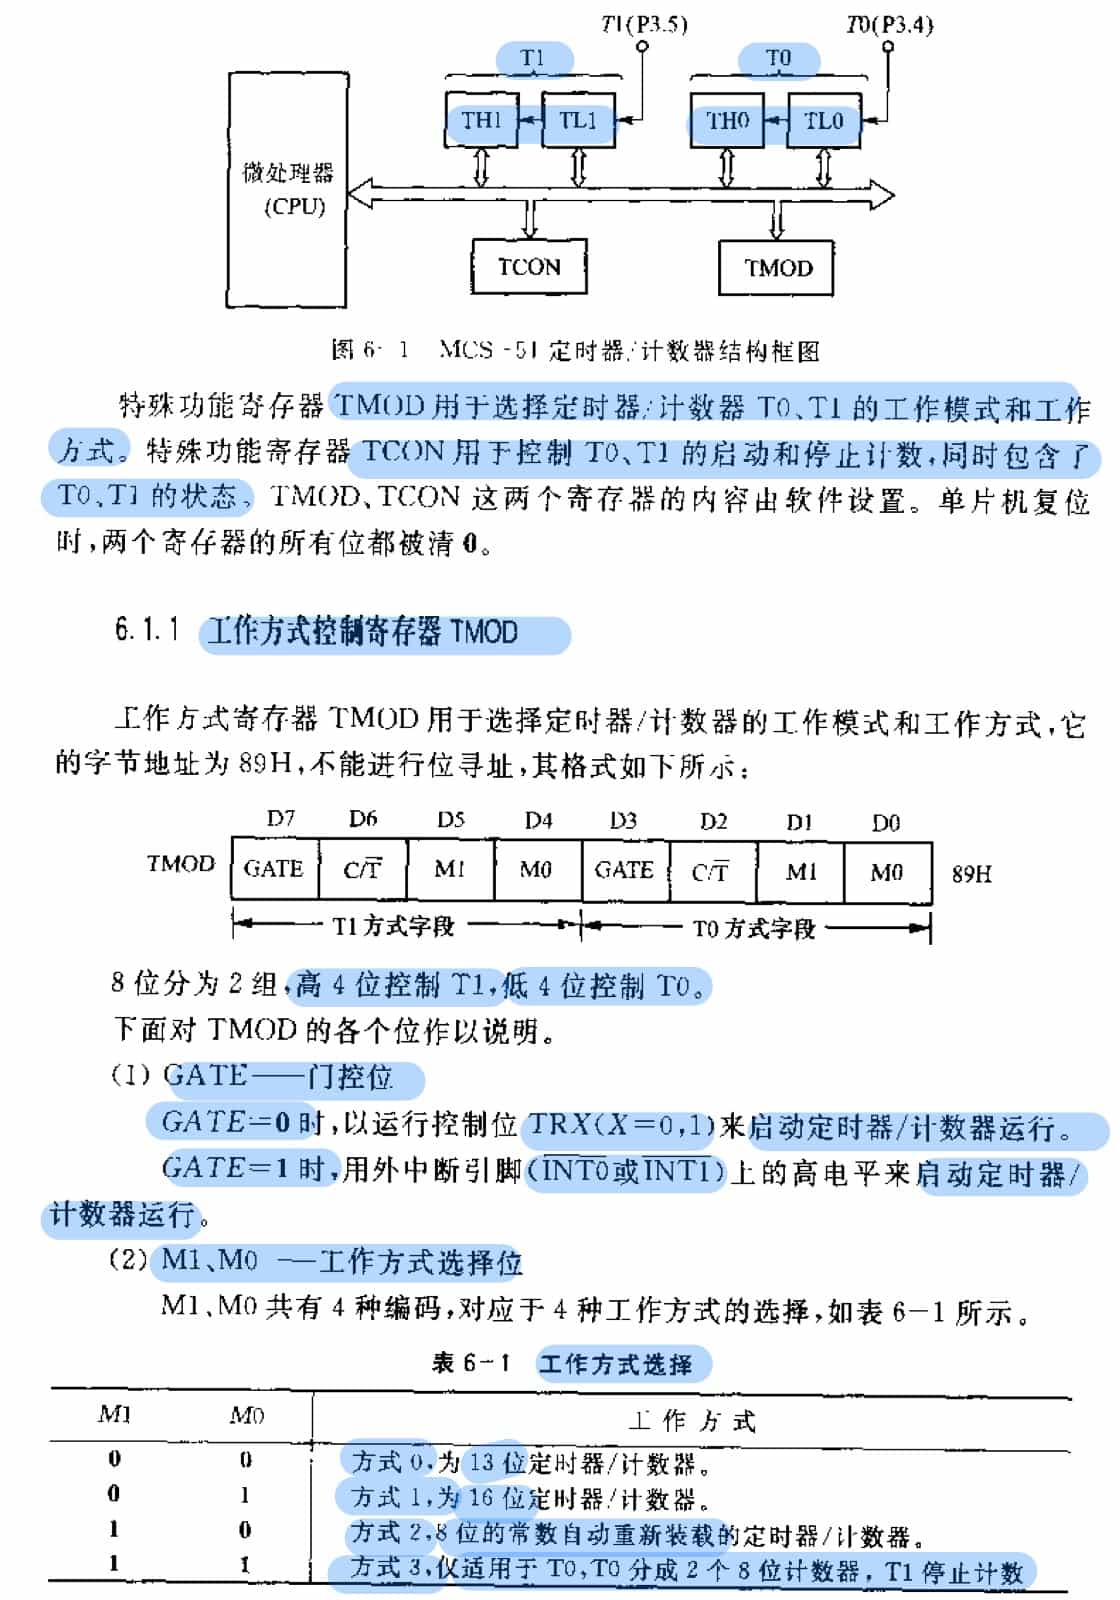 T1(P3.5) T0(P3.4)
T1 T0
TH1 TL1 TH0 TL0
微处理器
(CPU)
TCON TMOD
图 6-1 MCS-51 定时器/计数器结构框图
特殊功能寄存器 TMOD 用于选择定时器/计数器 T0、T1 的工作模式和工作
方式。特殊功能寄存器 TCON 用于控制 T0、T1 的启动和停止计数,同时包含了
T0、T1 的状态。TMOD、TCON 这两个寄存器的内容由软件设置。单片机复位
时,两个寄存器的所有位都被清 0。
6.1.1 工作方式控制寄存器 TMOD
工作方式寄存器 TMOD 用于选择定时器/计数器的工作模式和工作方式,它
的字节地址为 89H,不能进行位寻址,其格式如下所示:
D7 D6 D5 D4 D3 D2 D1 D0
TMOD GATE C/T̅ M1 M0 GATE C/T̅ M1 M0 89H
T1 方式字段 T0 方式字段
8 位分为 2 组,高 4 位控制 T1,低 4 位控制 T0。
下面对 TMOD 的各个位作以说明。
(1) GATE——门控位
GATE=0 时,以运行控制位 TRX(X=0,1)来启动定时器/计数器运行。
GATE=1 时,用外中断引脚(I̅N̅T̅0̅或I̅N̅T̅1̅)上的高电平来启动定时器/
计数器运行。
(2) M1、M0 ——工作方式选择位
M1、M0 共有 4 种编码,对应于 4 种工作方式的选择,如表 6-1 所示。
表 6-1 工作方式选择
M1 M0 工 作 方 式
0 0 方式 0,为 13 位定时器/计数器。
0 1 方式 1,为 16 位定时器/计数器。
1 0 方式 2,8 位的常数自动重新装载的定时器/计数器。
1 1 方式 3,仅适用于 T0,T0 分成 2 个 8 位计数器,T1 停止计数